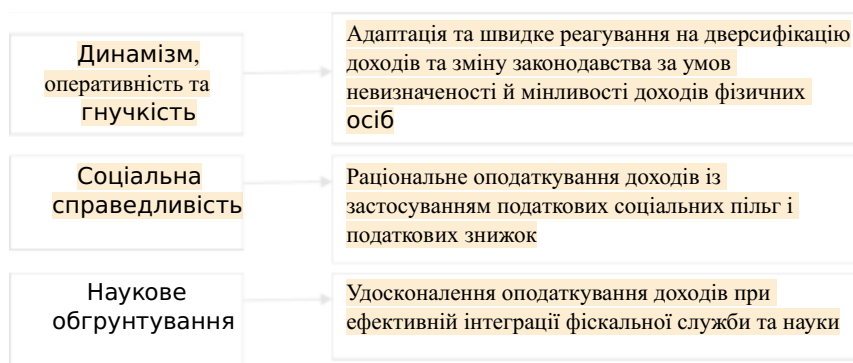 Динамізм,
оперативність та
гнучкість
Адаптація та швидке реагування на дверсифікацію
доходів та зміну законодавства за умов
невизначеності й мінливості доходів фізичних
осіб
Соціальна
справедливість
Раціональне оподаткування доходів із
застосуванням податкових соціальних пільг і
податкових знижок
Наукове
обгрунтування
Удосконалення оподаткування доходів при
ефективній інтеграції фіскальної служби та науки